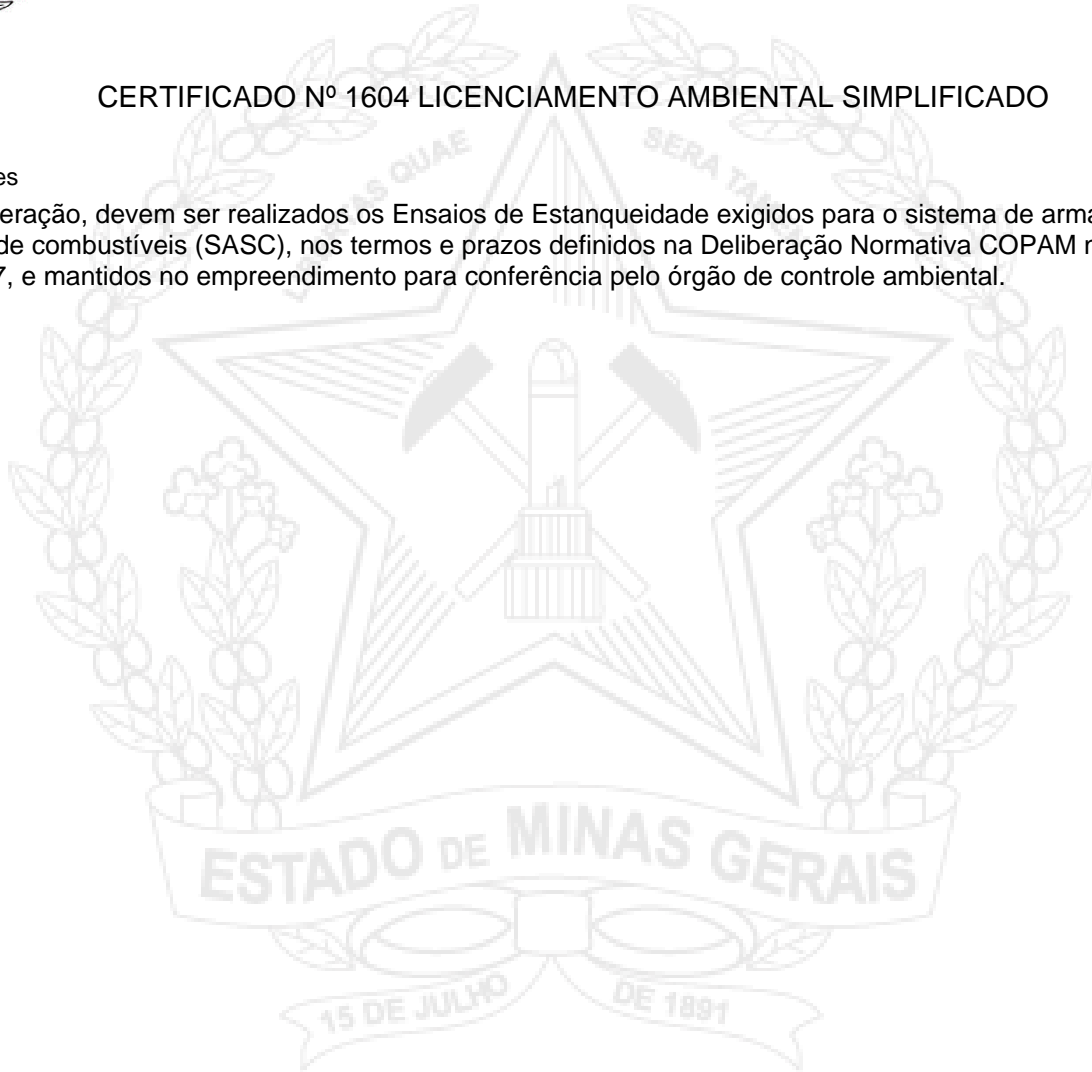 CERTIFICADO Nº 1604 LICENCIAMENTO AMBIENTAL SIMPLIFICADO
es
eração, devem ser realizados os Ensaios de Estanqueidade exigidos para o sistema de arma
de combustíveis (SASC), nos termos e prazos definidos na Deliberação Normativa COPAM n
7, e mantidos no empreendimento para conferência pelo órgão de controle ambiental.
QUAE SERA TAM
ESTADO DE MINAS GERAIS
15 DE JULHO DE 1891